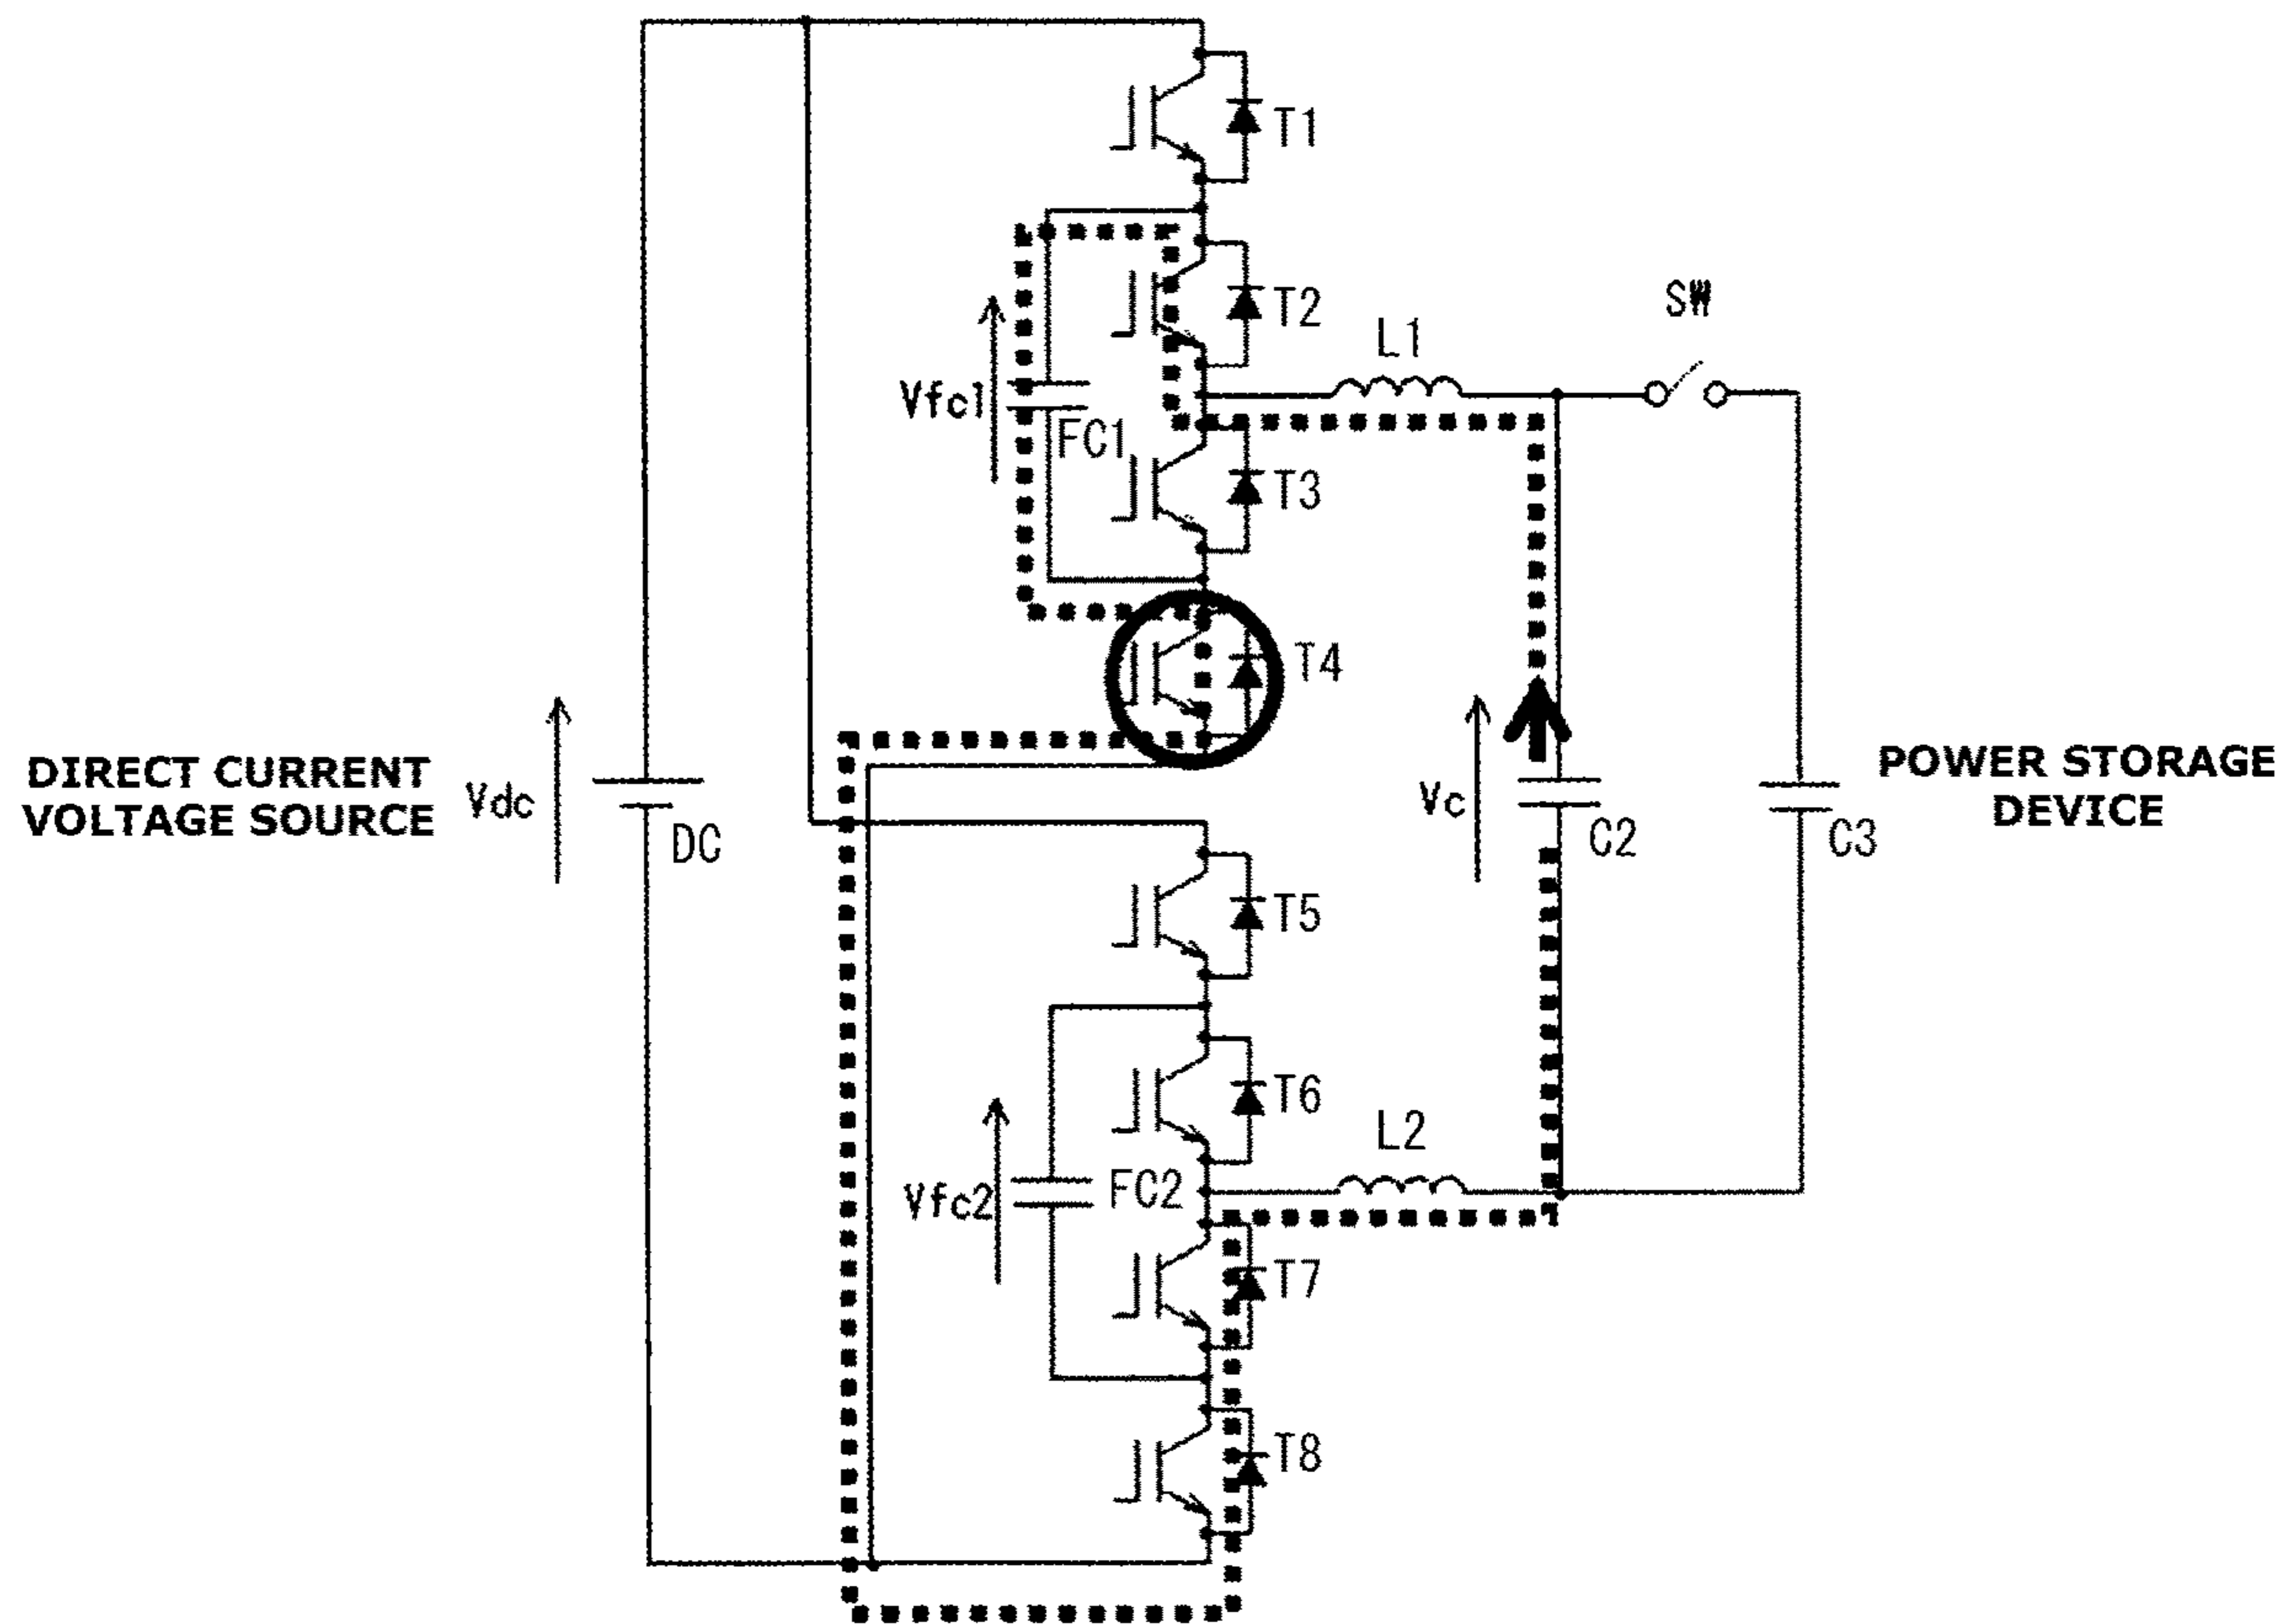 T1
T2
SW
L1
Vfc1
FC1
T3
T4
DIRECT CURRENT
VOLTAGE SOURCE
Vdc
DC
Vc
C2
C3
POWER STORAGE
DEVICE
T5
T6
L2
Vfc2
FC2
T7
T8